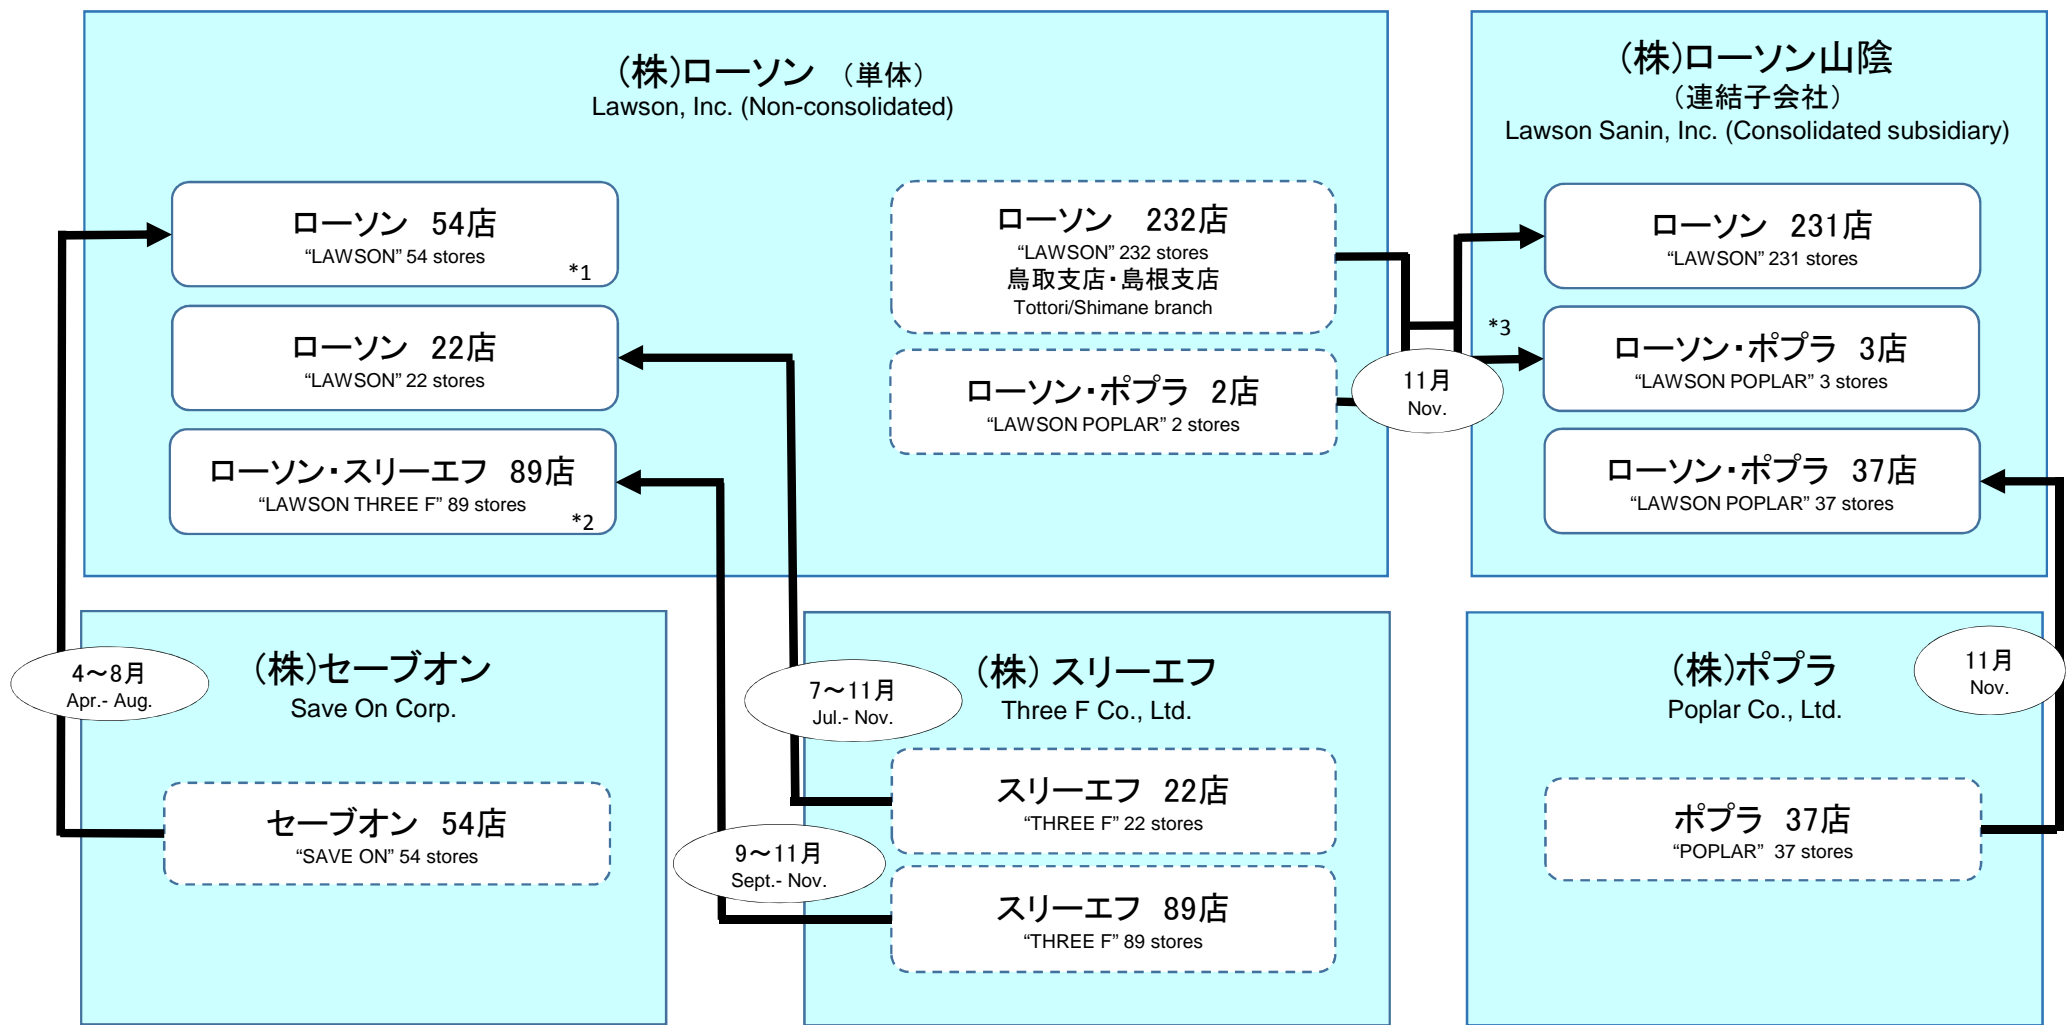 (株)ローソン （単体）
Lawson, Inc. (Non-consolidated)
ローソン 54店
“LAWSON” 54 stores
*1
ローソン 22店
“LAWSON” 22 stores
ローソン・スリーエフ 89店
“LAWSON THREE F” 89 stores
*2
ローソン 232店
“LAWSON” 232 stores
鳥取支店・島根支店
Tottori/Shimane branch
ローソン・ポプラ 2店
“LAWSON POPLAR” 2 stores
11月
Nov.
(株)ローソン山陰
（連結子会社）
Lawson Sanin, Inc. (Consolidated subsidiary)
ローソン 231店
“LAWSON” 231 stores
*3
ローソン・ポプラ 3店
“LAWSON POPLAR” 3 stores
ローソン・ポプラ 37店
“LAWSON POPLAR” 37 stores
4～8月
Apr.- Aug.
(株)セーブオン
Save On Corp.
セーブオン 54店
“SAVE ON” 54 stores
7～11月
Jul.- Nov.
9～11月
Sept.- Nov.
(株) スリーエフ
Three F Co., Ltd.
スリーエフ 22店
“THREE F” 22 stores
スリーエフ 89店
“THREE F” 89 stores
(株)ポプラ
Poplar Co., Ltd.
11月
Nov.
ポプラ 37店
“POPLAR” 37 stores